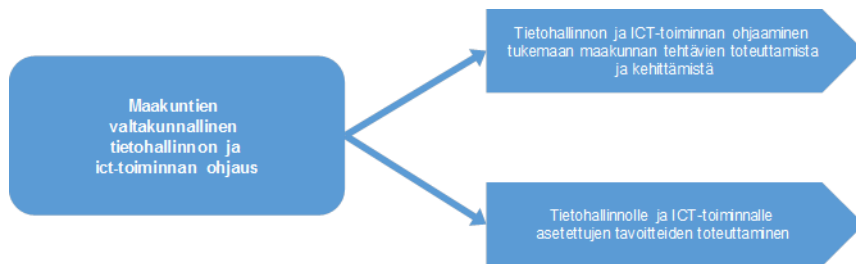 Maakuntien
valtakunnallinen
tietohallinnon ja
ict-toiminnan ohjaus
Tietohallinnon ja ICT-toiminnan ohjaaminen
tukemaan maakunnan tehtävien toteuttamista
ja kehittämistä
Tietohallinnolle ja ICT-toiminnalle
asetettujen tavoitteiden toteuttaminen